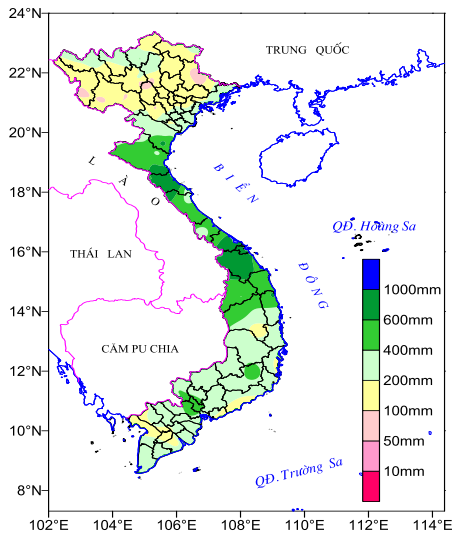 24°N
TRUNG QUỐC
22°N
20°N
LÀO
BIỂN
18°N
QĐ. Hoàng Sa
16°N
THÁI LAN
ĐÔNG
1000mm
14°N
600mm
CĂM PU CHIA
400mm
12°N
200mm
100mm
10°N
50mm
QĐ. Trường Sa
10mm
8°N
102°E 104°E 106°E 108°E 110°E 112°E 114°E